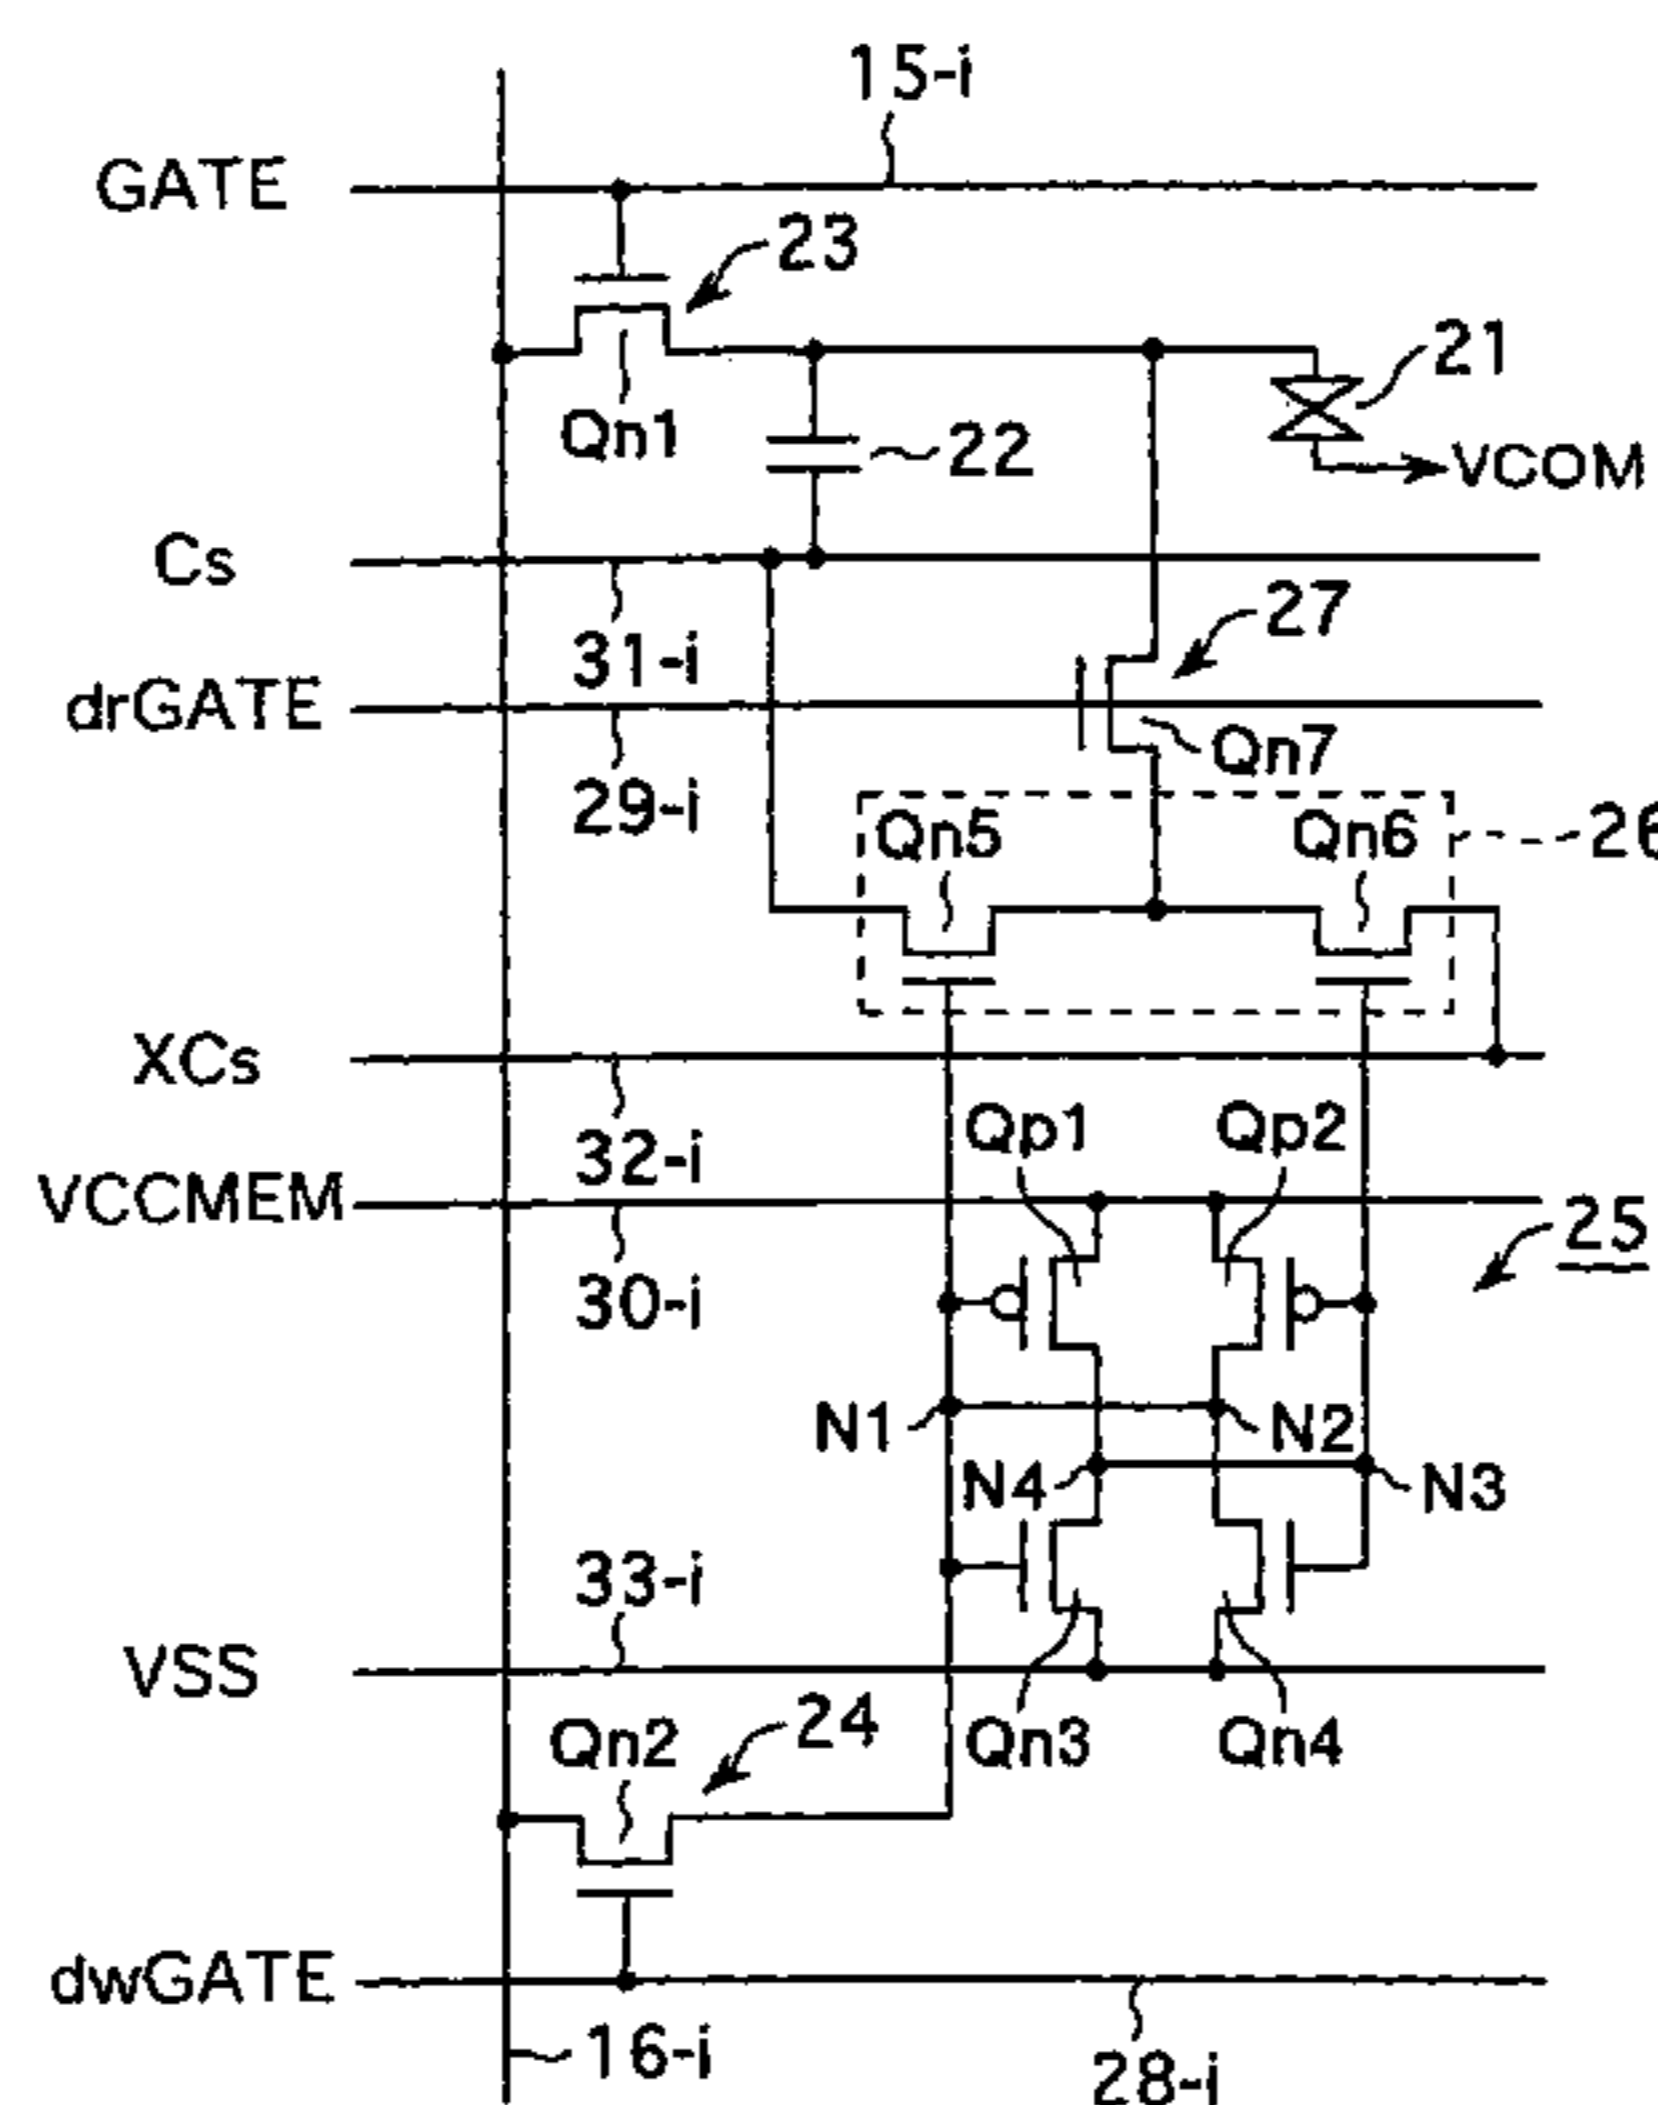 15-i
GATE
23
21
Qn1
22
VCOM
Cs
27
31-i
drGATE
Qn7
29-i
Qn5
Qn6
26
XCs
Qp1
Qp2
32-i
VCCMEM
25
30-i
N1
N2
N4
N3
33-i
VSS
24
Qn2
Qn3
Qn4
dwGATE
16-i
28-i